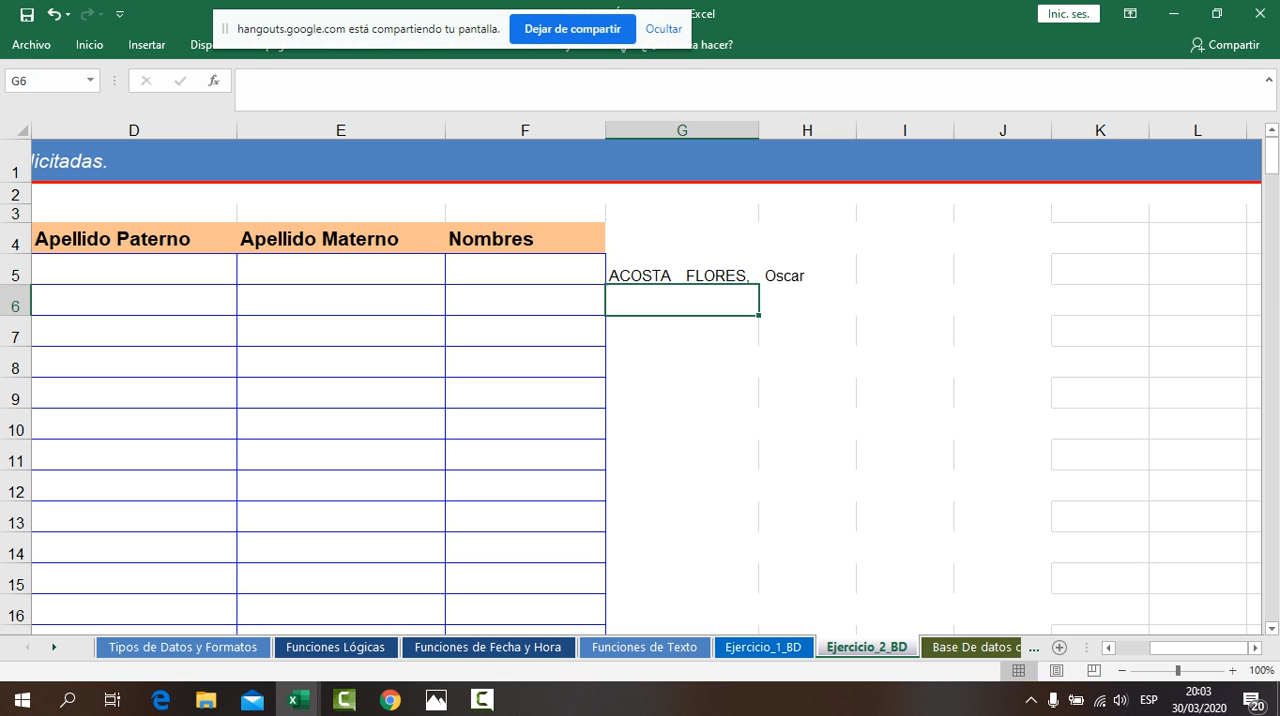 Excel
Inic. ses.
hangouts.google.com está compartiendo tu pantalla.
Dejar de compartir
Ocultar
Archivo
Inicio
Insertar
hacer?
Compartir
G6
fx
D E F G H I J K L
1 licitadas.
2
3
4 Apellido Paterno Apellido Materno Nombres
5 ACOSTA FLORES, Oscar
6
7
8
9
10
11
12
13
14
15
16
Tipos de Datos y Formatos
Funciones Lógicas
Funciones de Fecha y Hora
Funciones de Texto
Ejercicio_1_BD
Ejercicio_2_BD
Base De datos
...
100%
ESP
20:03
30/03/2020
20